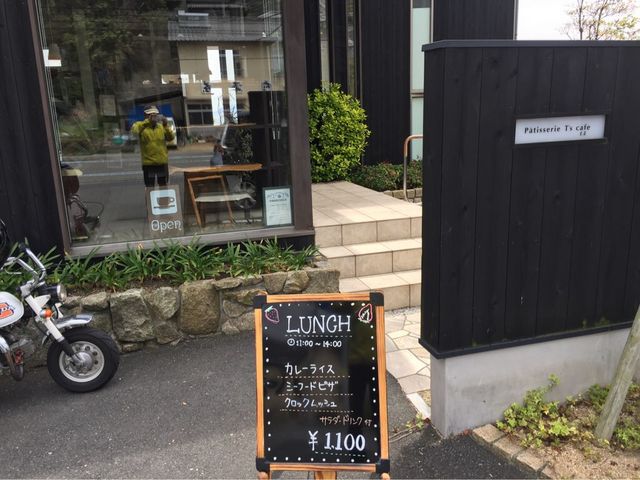 Pâtisserie T's cafe
Open
LUNCH
11:00~14:00
カレーライス
シーフードピザ
クロックムッシュ
サラダ・ドリンク付
¥1,100